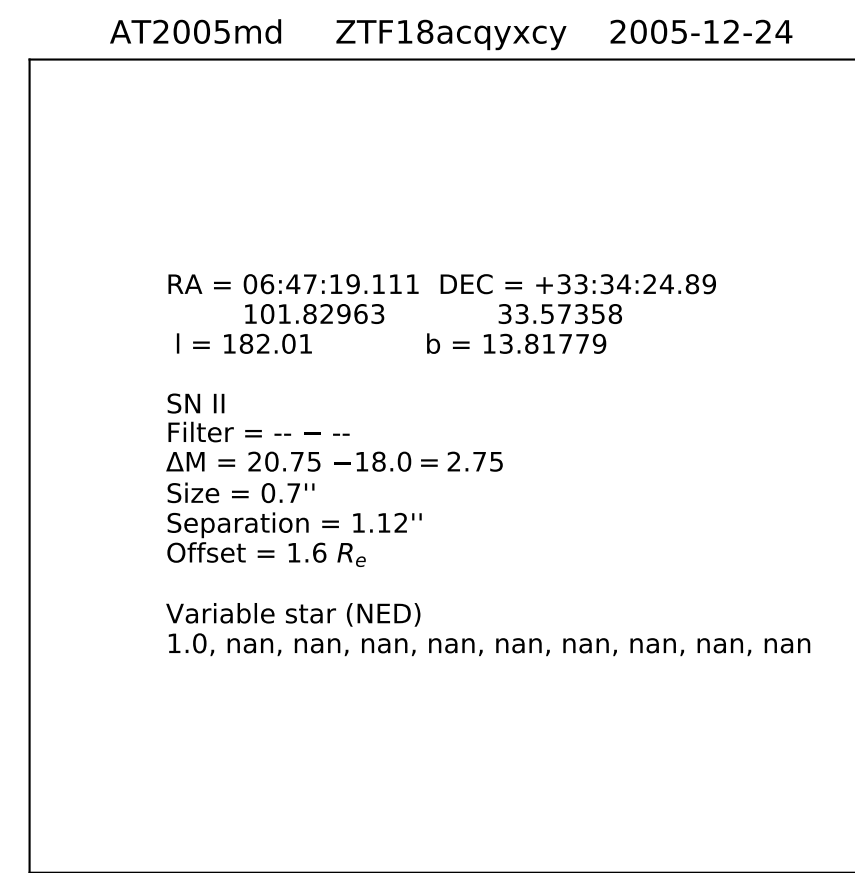 AT2005md ZTF18acqyxcy 2005-12-24
RA = 06:47:19.111 DEC = +33:34:24.89
101.82963 33.57358
l = 182.01 b = 13.81779
SN II
Filter = -- − --
ΔM = 20.75 −18.0 = 2.75
Size = 0.7''
Separation = 1.12''
Offset = 1.6 Re
Variable star (NED)
1.0, nan, nan, nan, nan, nan, nan, nan, nan, nan